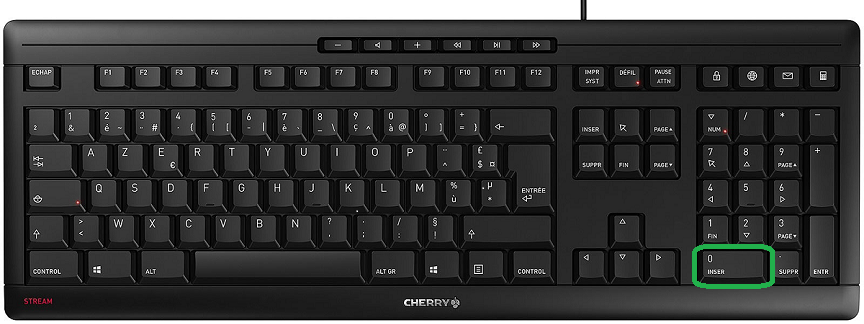 ECHAP F1 F2 F3 F4 F5 F6 F7 F8 F9 F10 F11 F12 IMPR SYST DÉFIL PAUSE ATTN
² 1 & 2 é ~ 3 " # 4 ' { 5 ( [ 6 - | 7 è ` 8 _ \ 9 ç ^ 0 à @ ° ) ] + = } INSER PAGE NUM / * -
A Z E € R T Y U I O P ¨ ^ £ $ ¤ ENTRÉE SUPPR FIN PAGE 7 8 9 PAGE +
Q S D F G H J K L M % ù µ * 4 5 6
> < W X C V B N ? , . ; / : § ! 1 FIN 2 3 PAGE
CONTROL ALT ALT GR CONTROL 0 INSER . SUPPR ENTR
STREAM CHERRY